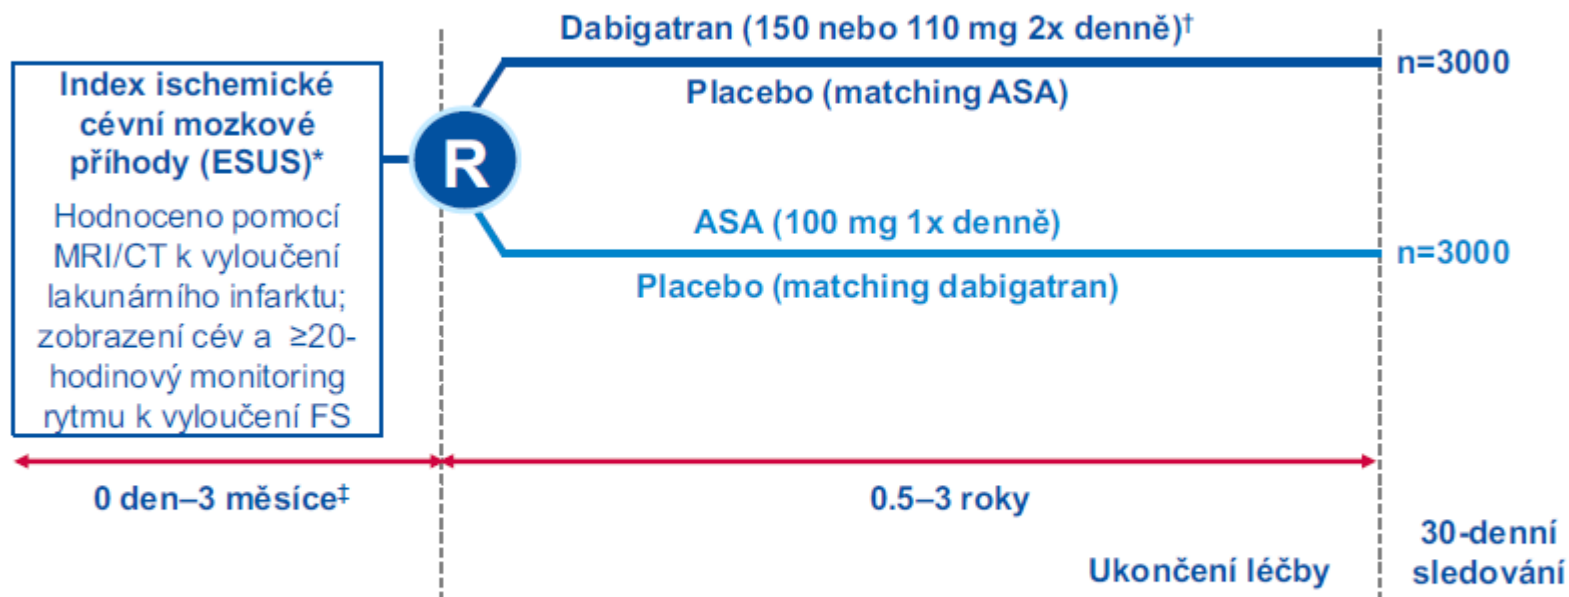 Index ischemické
cévní mozkové
příhody (ESUS)*
Hodnoceno pomocí
MRI/CT k vyloučení
lakunárního infarktu;
zobrazení cév a ≥20-
hodinový monitoring
rytmu k vyloučení FS
R
Dabigatran (150 nebo 110 mg 2x denně)†
Placebo (matching ASA)
n=3000
ASA (100 mg 1x denně)
Placebo (matching dabigatran)
n=3000
0 den–3 měsíce‡
0.5–3 roky
Ukončení léčby
30-denní
sledování